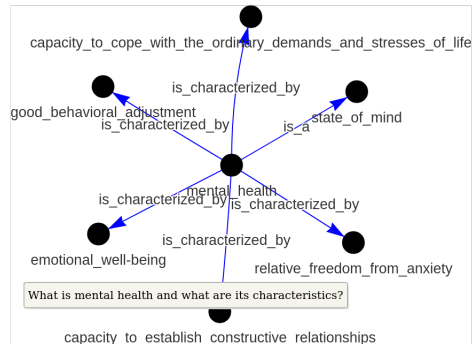 capacity_to_cope_with_the_ordinary_demands_and_stresses_of_life
is_characterized_by
good_behavioral_adjustment
state_of_mind
is_characterized_by
is_a
mental_health
is_characterized_by
is_characterized_by
is_characterized_by
emotional_well-being
relative_freedom_from_anxiety
What is mental health and what are its characteristics?
capacity_to_establish_constructive_relationships